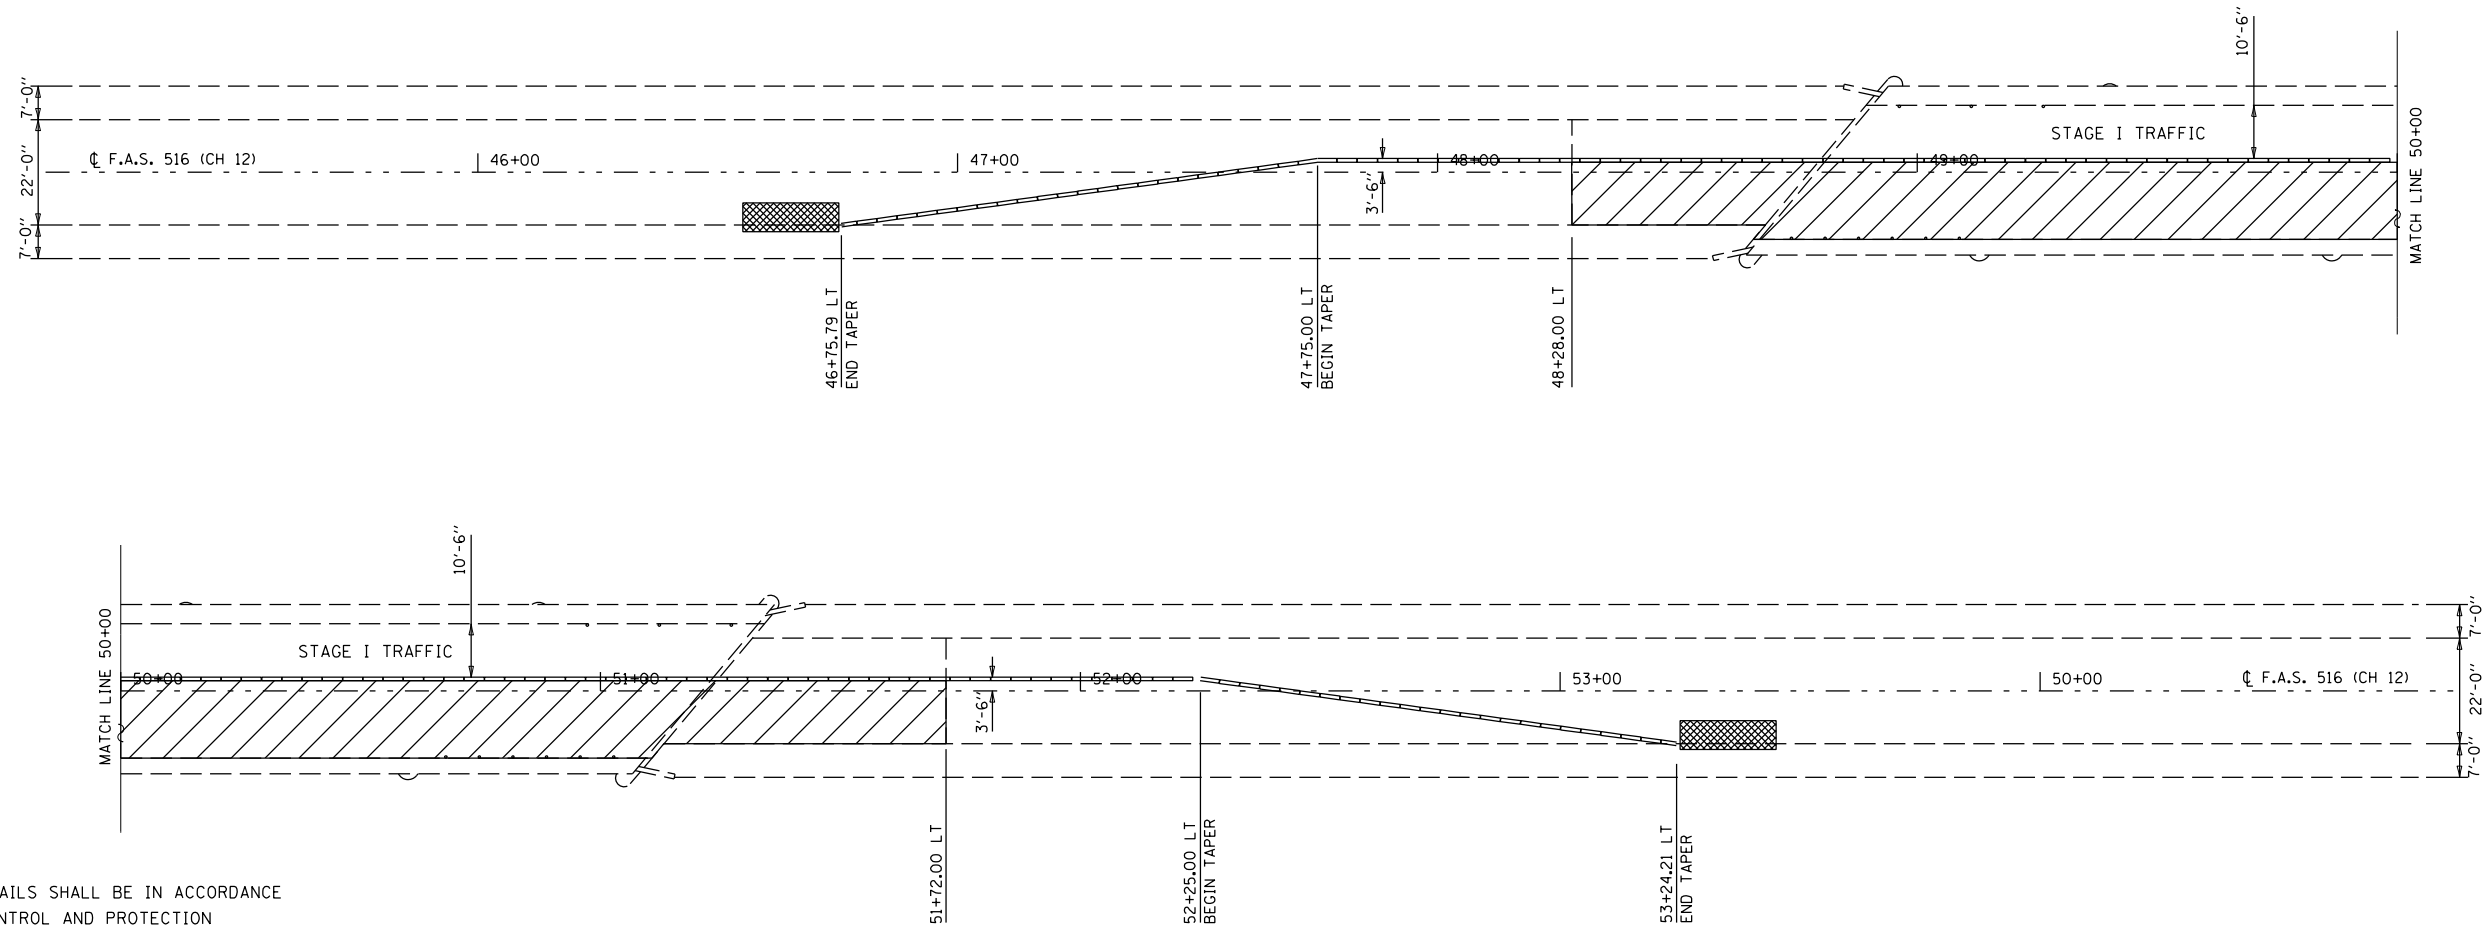 10'-6"
7'-0"
℄ F.A.S. 516 (CH 12)
46+00
47+00
48+00
49+00
STAGE I TRAFFIC
22'-0"
3'-6"
7'-0"
MATCH LINE 50+00
46+75.79 LT
END TAPER
47+75.00 LT
BEGIN TAPER
48+28.00 LT
10'-6"
7'-0"
MATCH LINE 50+00
STAGE I TRAFFIC
50+00
51+00
52+00
53+00
50+00
℄ F.A.S. 516 (CH 12)
22'-0"
3'-6"
7'-0"
51+72.00 LT
52+25.00 LT
BEGIN TAPER
53+24.21 LT
END TAPER
AILS SHALL BE IN ACCORDANCE
NTROL AND PROTECTION